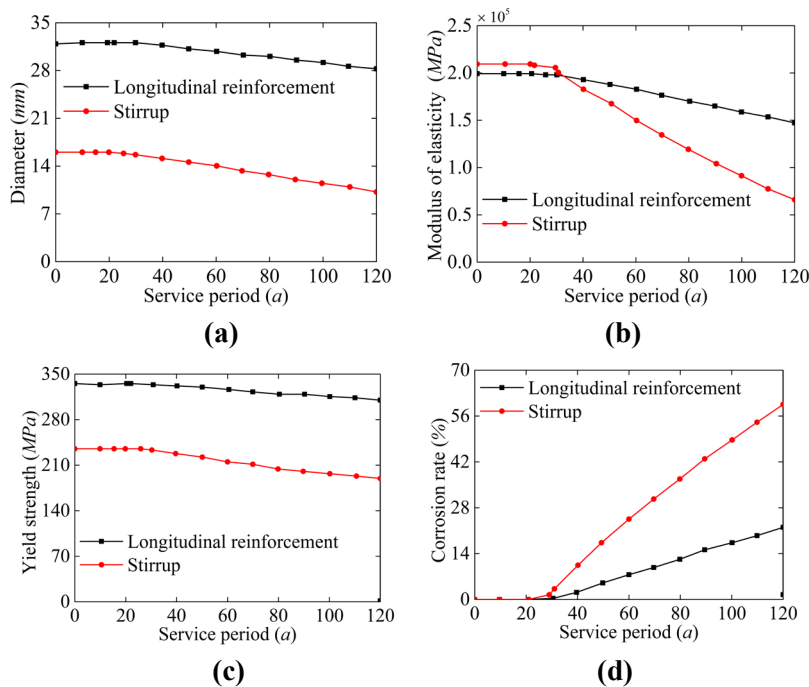 35
28
21
14
7
0
Diameter (mm)
Longitudinal reinforcement
Stirrup
0 20 40 60 80 100 120
Service period (a)
(a)
× 10⁵
2.5
2.0
1.5
1.0
0.5
0.0
Modulus of elasticity (MPa)
Longitudinal reinforcement
Stirrup
0 20 40 60 80 100 120
Service period (a)
(b)
350
280
210
140
70
0
Yield strength (MPa)
Longitudinal reinforcement
Stirrup
0 20 40 60 80 100 120
Service period (a)
(c)
70
56
42
28
14
0
Corrosion rate (%)
Longitudinal reinforcement
Stirrup
0 20 40 60 80 100 120
Service period (a)
(d)